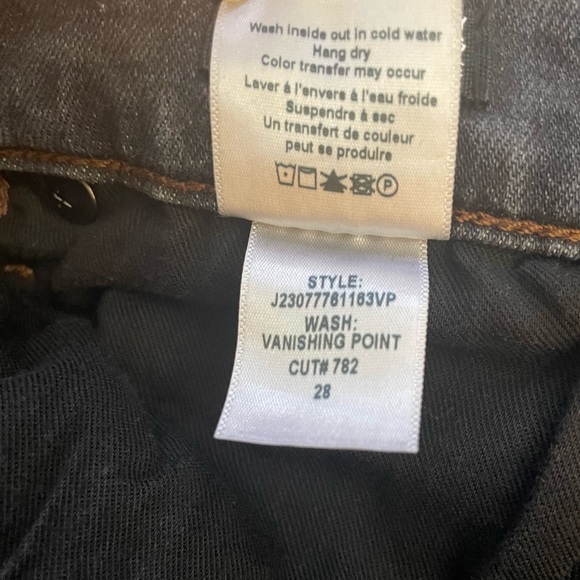 Wash inside out in cold water
Hang dry
Color transfer may occur
Laver á l'envers á l'eau froide
Suspendre á sec
Un transfert de couleur
peut se produire
P
STYLE:
J23077761163VP
WASH:
VANISHING POINT
CUT# 782
28